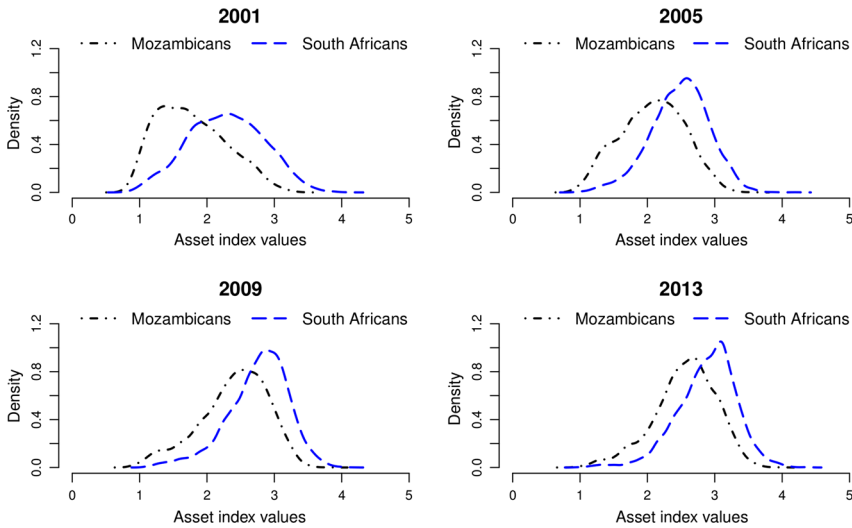 2001
Mozambicans South Africans
Density
0.0 0.4 0.8 1.2
0 1 2 3 4 5
Asset index values
2005
Mozambicans South Africans
Density
0.0 0.4 0.8 1.2
0 1 2 3 4 5
Asset index values
2009
Mozambicans South Africans
Density
0.0 0.4 0.8 1.2
0 1 2 3 4 5
Asset index values
2013
Mozambicans South Africans
Density
0.0 0.4 0.8 1.2
0 1 2 3 4 5
Asset index values